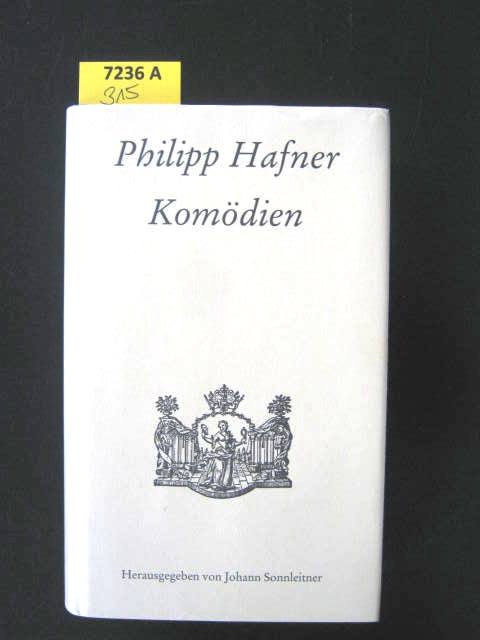 7236 A
315
Philipp Hafner
Komödien
Herausgegeben von Johann Sonnleitner